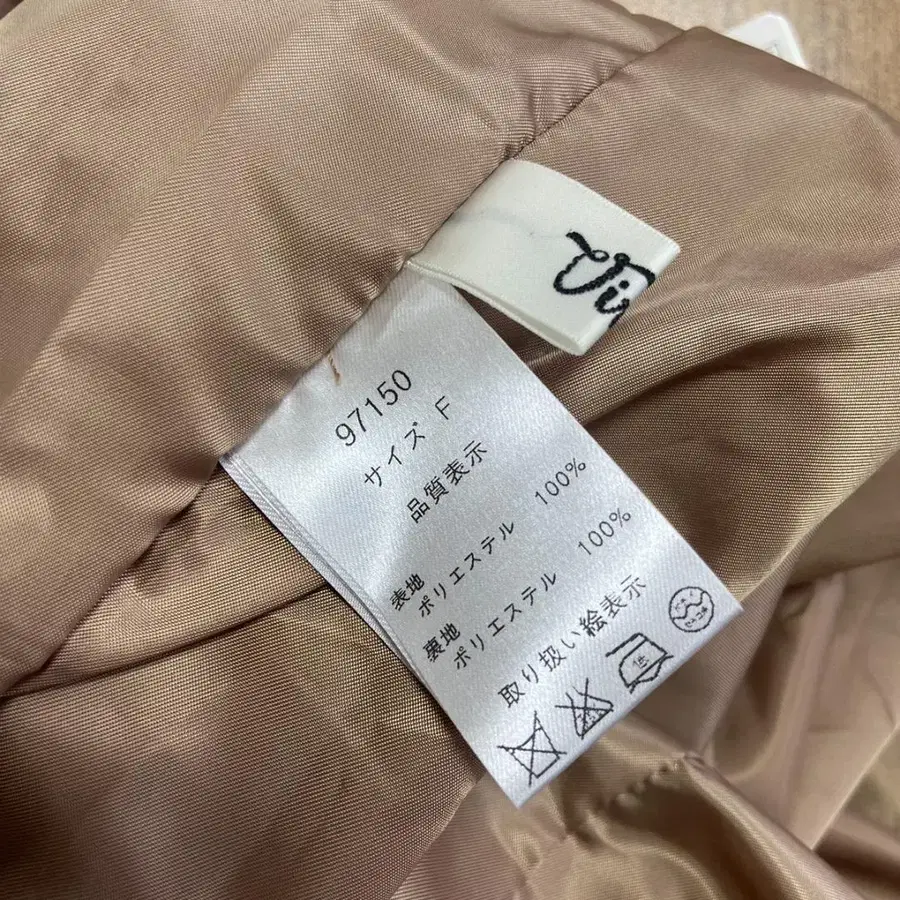 97150
サイズ F
品質表示
表地
ポリエステル 100%
裏地
ポリエステル 100%
取り扱い絵表示
低